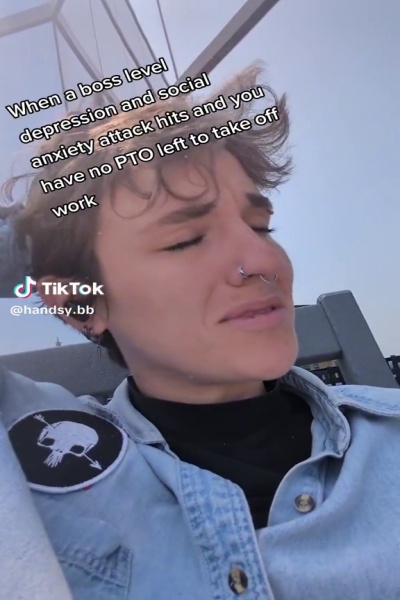 When a boss level
depression and social
anxiety attack hits and you
have no PTO left to take off
work
TikTok
@handsy.bb